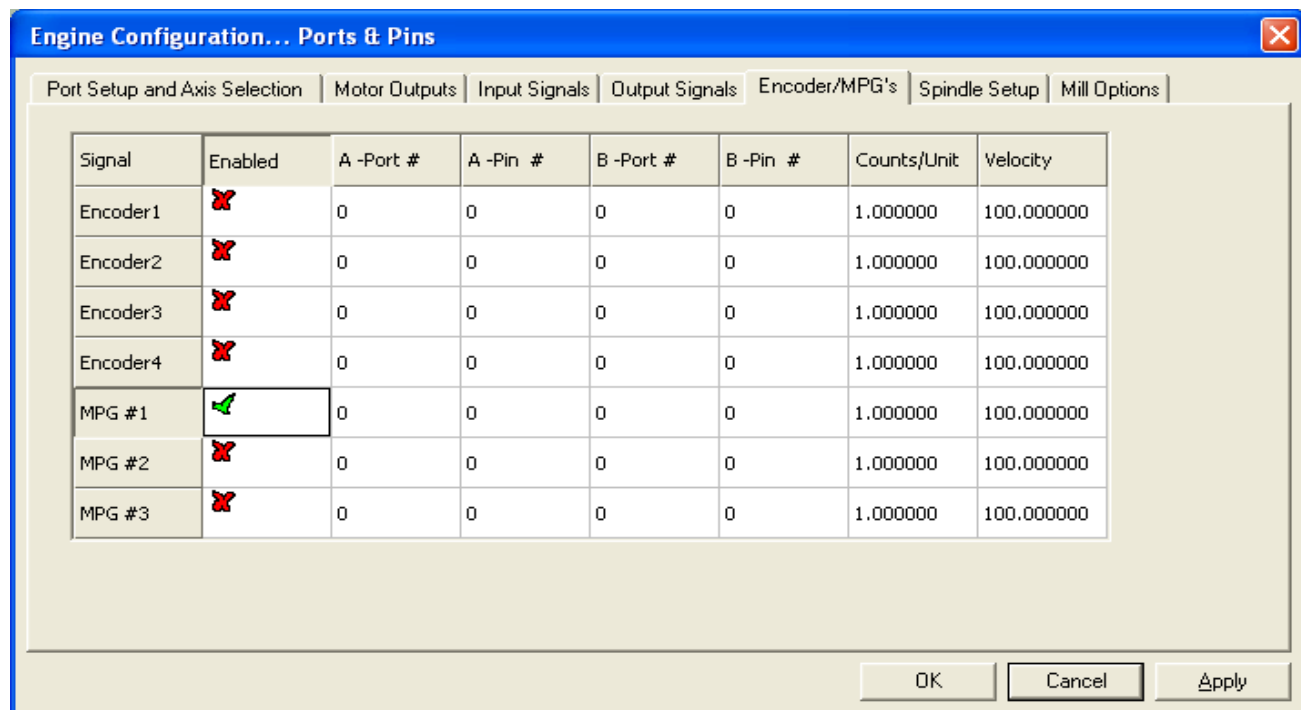 Engine Configuration... Ports & Pins
Port Setup and Axis Selection Motor Outputs Input Signals Output Signals Encoder/MPG's Spindle Setup Mill Options
Signal Enabled A -Port # A -Pin # B -Port # B -Pin # Counts/Unit Velocity
Encoder1 0 0 0 0 1.000000 100.000000
Encoder2 0 0 0 0 1.000000 100.000000
Encoder3 0 0 0 0 1.000000 100.000000
Encoder4 0 0 0 0 1.000000 100.000000
MPG #1 0 0 0 0 1.000000 100.000000
MPG #2 0 0 0 0 1.000000 100.000000
MPG #3 0 0 0 0 1.000000 100.000000
OK Cancel Apply